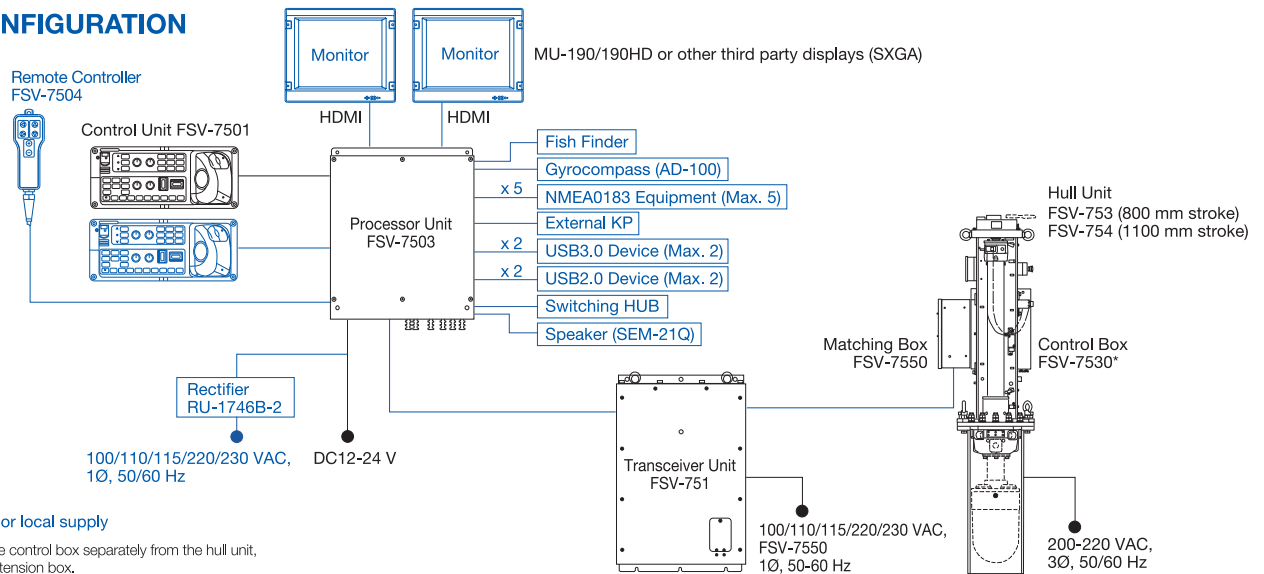 NFIGURATION
Remote Controller
FSV-7504
Control Unit FSV-7501
Monitor
Monitor
MU-190/190HD or other third party displays (SXGA)
HDMI
HDMI
Processor Unit
FSV-7503
Fish Finder
Gyrocompass (AD-100)
x 5
NMEA0183 Equipment (Max. 5)
External KP
x 2
USB3.0 Device (Max. 2)
x 2
USB2.0 Device (Max. 2)
Switching HUB
Speaker (SEM-21Q)
Hull Unit
FSV-753 (800 mm stroke)
FSV-754 (1100 mm stroke)
Matching Box
FSV-7550
Control Box
FSV-7530*
Rectifier
RU-1746B-2
100/110/115/220/230 VAC,
1Ø, 50/60 Hz
DC12-24 V
Transceiver Unit
FSV-751
100/110/115/220/230 VAC,
FSV-7550
1Ø, 50-60 Hz
200-220 VAC,
3Ø, 50/60 Hz
or local supply
e control box separately from the hull unit,
tension box.